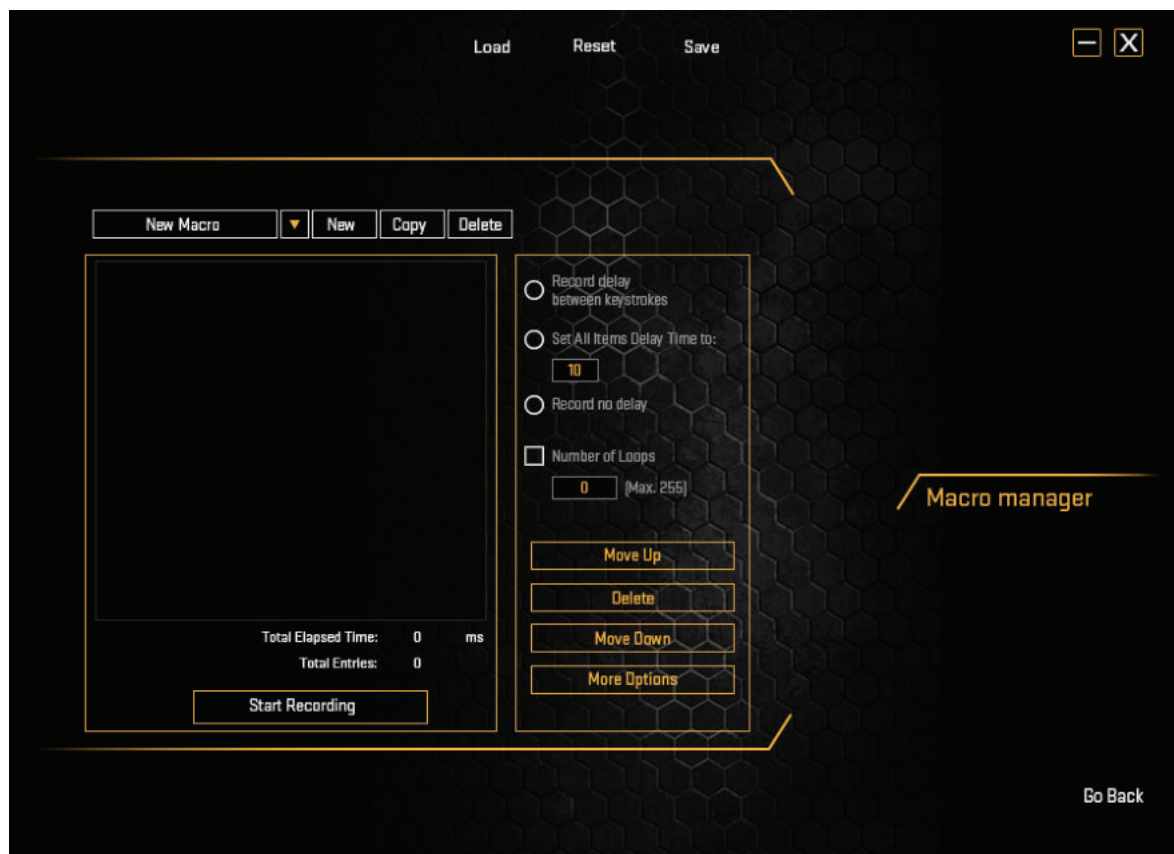 Load Reset Save
X
New Macro New Copy Delete
Record delay
between keystrokes
Set All Items Delay Time to:
10
Record no delay
Number of Loops
0 (Max. 255)
Macro manager
Move Up
Delete
Move Down
More Options
Total Elapsed Time: 0 ms
Total Entries: 0
Start Recording
Go Back